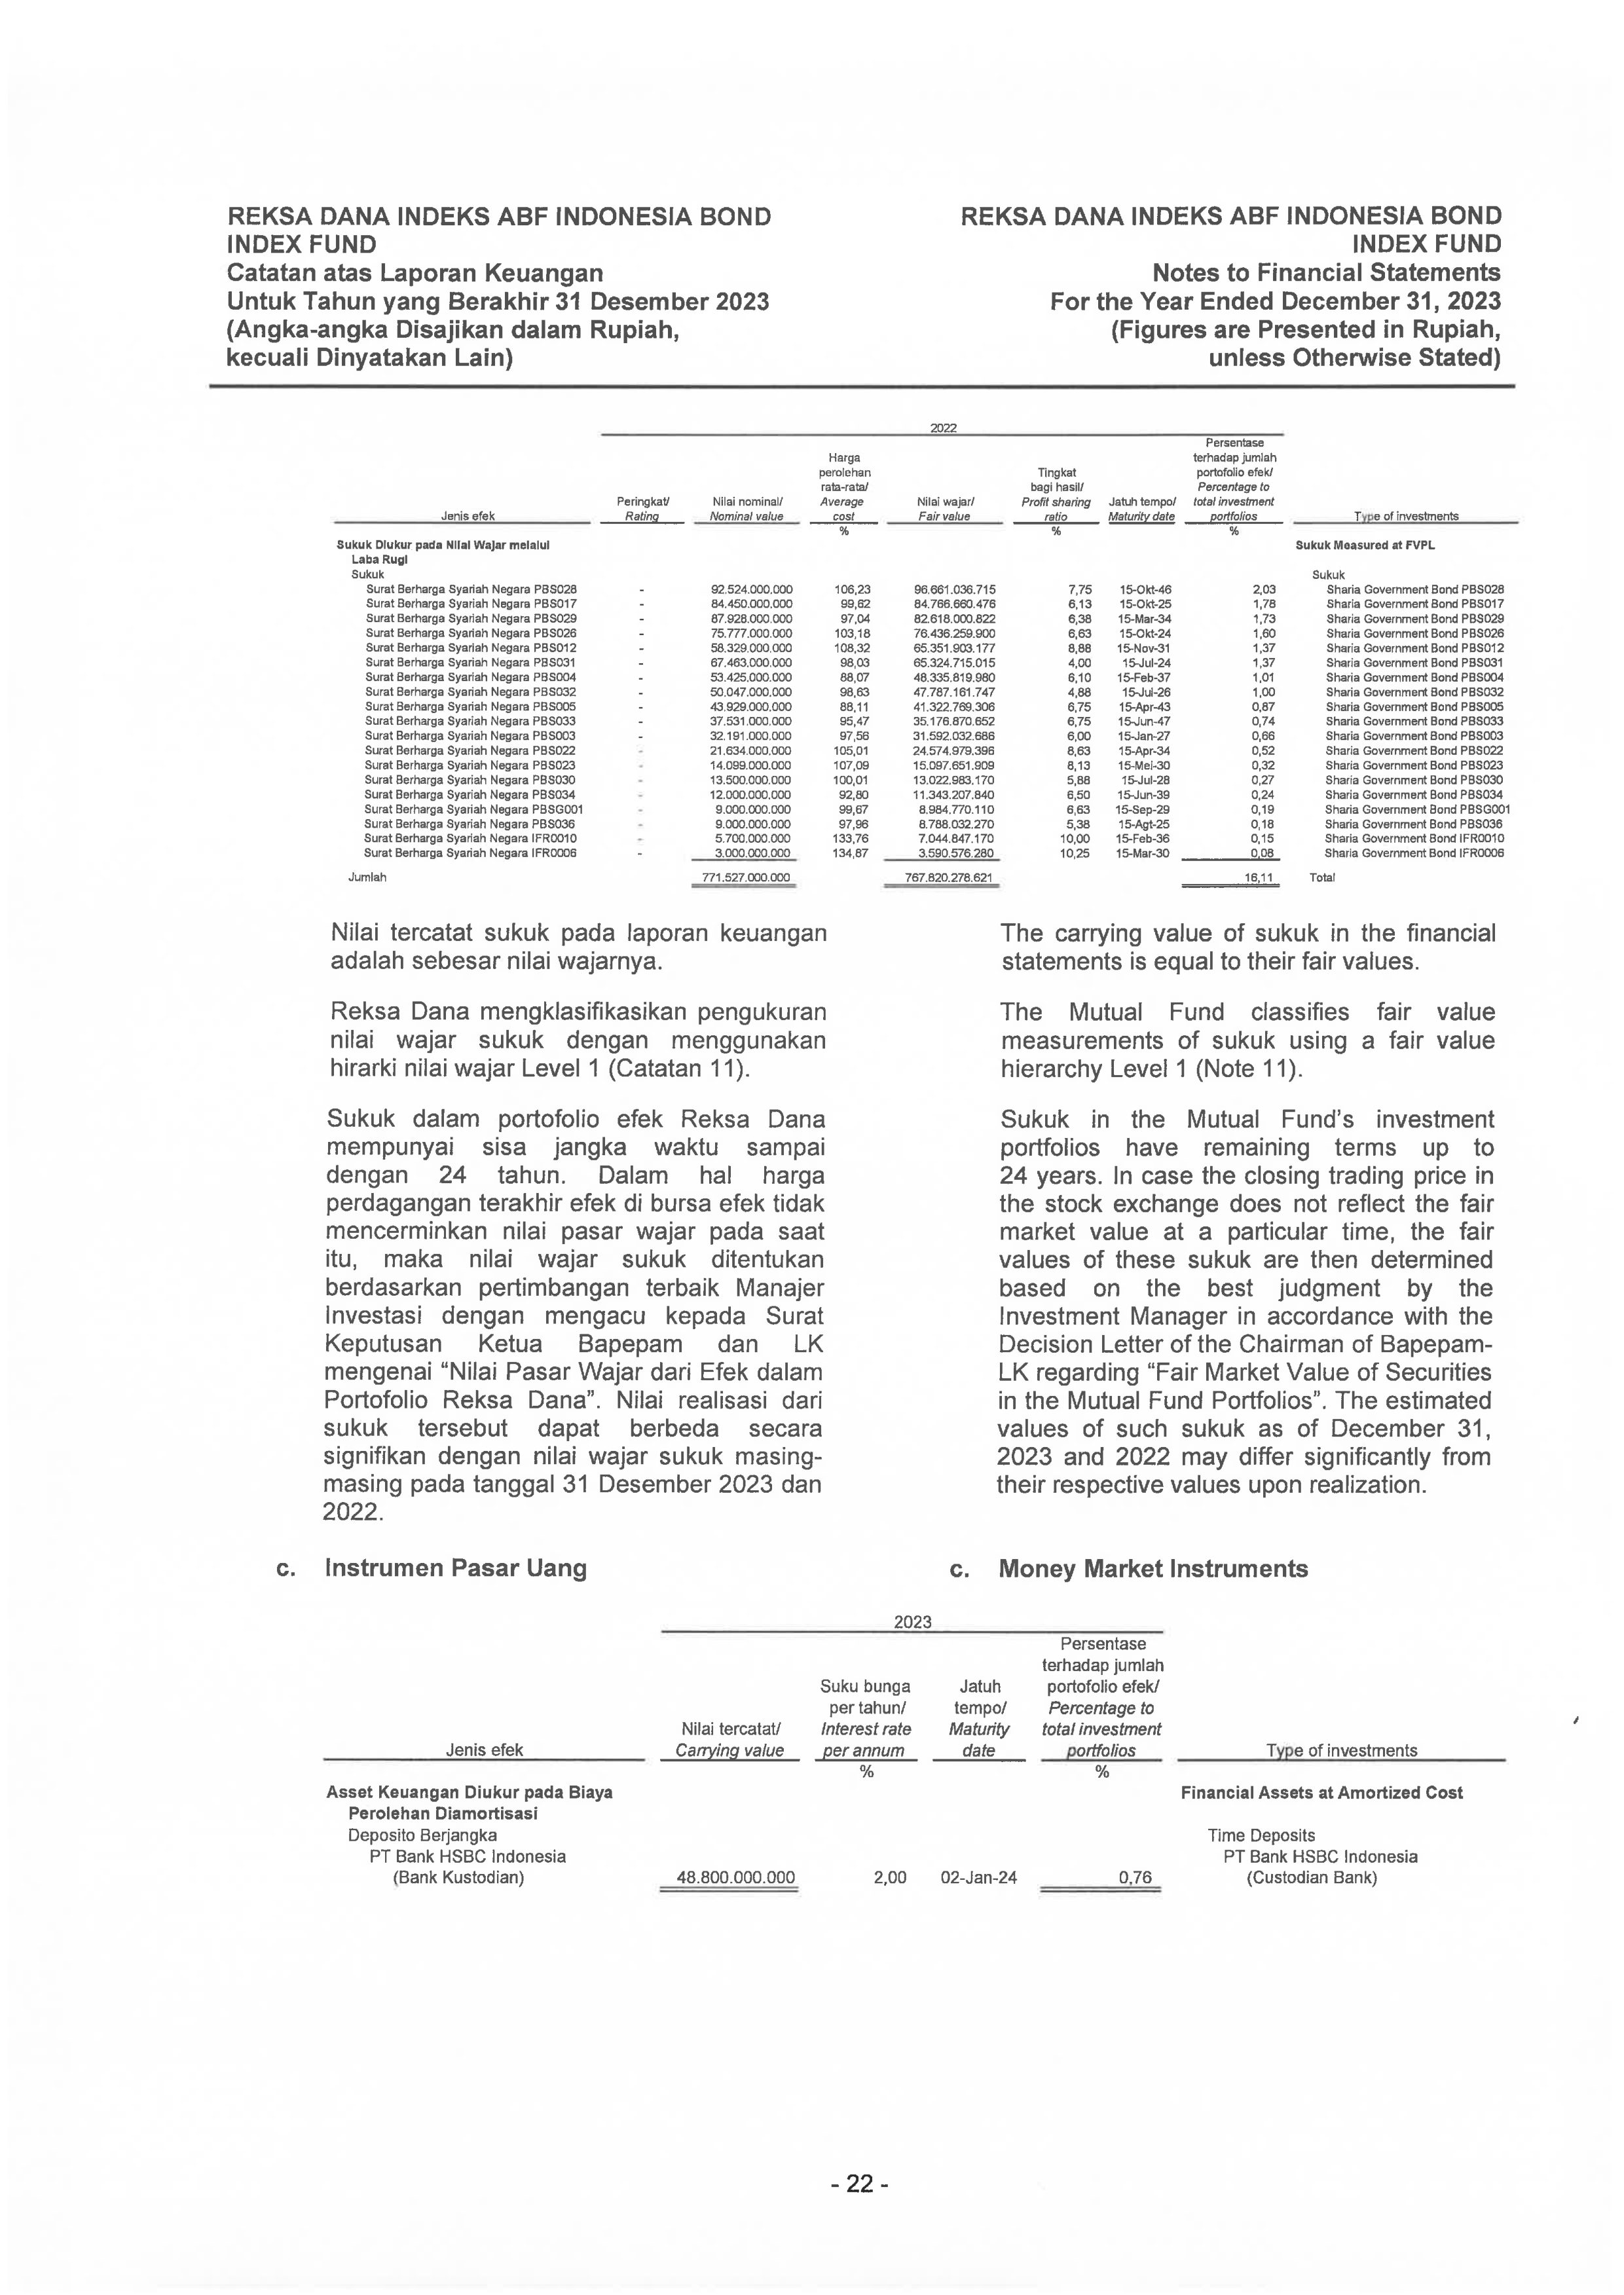 REKSA DANA INDEKS ABF INDONESIA BOND
INDEX FUND
Catatan atas Laporan Keuangan
Untuk Tahun yang Berakhir 31 Desember 2023
(Angka-angka Disajikan dalam Rupiah,
kecuali Dinyatakan Lain)
REKSA DANA INDEKS ABF INDONESIA BOND
INDEX FUND
Notes to Financial Statements
For the Year Ended December 31, 2023
(Figures are Presented in Rupiah,
unless Otherwise Stated)
2022
Jenis efek
Peringkat/
Rating
Nilai nominal/
Nominal value
Harga
perolehan
rata-rata/
Average
cost
%
Nilai wajar/
Fair value
Tingkat
bagi hasil/
Profit sharing
ratio
%
Jatuh tempo/
Maturity date
Persentase
terhadap jumlah
portofolio efek/
Percentage to
total investment
portfolios
%
Type of investments
Sukuk Diukur pada Nilai Wajar melalui Sukuk Measured at FVPL
Laba Rugi
Sukuk Sukuk
Surat Berharga Syariah Negara PBS028 - 92.524.000.000 106,23 96.661.036.715 7,75 15-Okt-46 2,03 Sharia Government Bond PBS028
Surat Berharga Syariah Negara PBS017 - 84.450.000.000 99,62 84.766.660.476 6,13 15-Okt-25 1,78 Sharia Government Bond PBS017
Surat Berharga Syariah Negara PBS029 - 87.928.000.000 97,04 82.618.000.822 6,38 15-Mar-34 1,73 Sharia Government Bond PBS029
Surat Berharga Syariah Negara PBS026 - 75.777.000.000 103,18 76.436.259.900 6,63 15-Okt-24 1,60 Sharia Government Bond PBS026
Surat Berharga Syariah Negara PBS012 - 58.329.000.000 108,32 65.351.903.177 8,88 15-Nov-31 1,37 Sharia Government Bond PBS012
Surat Berharga Syariah Negara PBS031 - 67.463.000.000 98,03 65.324.715.015 4,00 15-Jul-24 1,37 Sharia Government Bond PBS031
Surat Berharga Syariah Negara PBS004 - 53.425.000.000 88,07 48.335.819.980 6,10 15-Feb-37 1,01 Sharia Government Bond PBS004
Surat Berharga Syariah Negara PBS032 - 50.047.000.000 98,63 47.787.161.747 4,88 15-Jul-26 1,00 Sharia Government Bond PBS032
Surat Berharga Syariah Negara PBS005 - 43.929.000.000 88,11 41.322.769.306 6,75 15-Apr-43 0,87 Sharia Government Bond PBS005
Surat Berharga Syariah Negara PBS033 - 37.531.000.000 95,47 35.176.870.652 6,75 15-Jun-47 0,74 Sharia Government Bond PBS033
Surat Berharga Syariah Negara PBS003 - 32.191.000.000 97,56 31.592.032.686 6,00 15-Jan-27 0,66 Sharia Government Bond PBS003
Surat Berharga Syariah Negara PBS022 - 21.634.000.000 105,01 24.574.979.396 8,63 15-Apr-34 0,52 Sharia Government Bond PBS022
Surat Berharga Syariah Negara PBS023 - 14.099.000.000 107,09 15.097.651.909 8,13 15-Mei-30 0,32 Sharia Government Bond PBS023
Surat Berharga Syariah Negara PBS030 - 13.500.000.000 100,01 13.022.983.170 5,88 15-Jul-28 0,27 Sharia Government Bond PBS030
Surat Berharga Syariah Negara PBS034 - 12.000.000.000 92,80 11.343.207.840 6,50 15-Jun-39 0,24 Sharia Government Bond PBS034
Surat Berharga Syariah Negara PBSG001 - 9.000.000.000 99,67 8.984.770.110 6,63 15-Sep-29 0,19 Sharia Government Bond PBSG001
Surat Berharga Syariah Negara PBS036 - 9.000.000.000 97,96 8.788.032.270 5,38 15-Agt-25 0,18 Sharia Government Bond PBS036
Surat Berharga Syariah Negara IFR0010 - 5.700.000.000 133,76 7.044.847.170 10,00 15-Feb-36 0,15 Sharia Government Bond IFR0010
Surat Berharga Syariah Negara IFR0006 - 3.000.000.000 134,87 3.590.576.280 10,25 15-Mar-30 0,08 Sharia Government Bond IFR0006
Jumlah 771.527.000.000 767.820.278.621 16,11 Total
Nilai tercatat sukuk pada laporan keuangan
adalah sebesar nilai wajarnya.
Reksa Dana mengklasifikasikan pengukuran
nilai wajar sukuk dengan menggunakan
hirarki nilai wajar Level 1 (Catatan 11).
Sukuk dalam portofolio efek Reksa Dana
mempunyai sisa jangka waktu sampai
dengan 24 tahun. Dalam hal harga
perdagangan terakhir efek di bursa efek tidak
mencerminkan nilai pasar wajar pada saat
itu, maka nilai wajar sukuk ditentukan
berdasarkan pertimbangan terbaik Manajer
Investasi dengan mengacu kepada Surat
Keputusan Ketua Bapepam dan LK
mengenai “Nilai Pasar Wajar dari Efek dalam
Portofolio Reksa Dana”. Nilai realisasi dari
sukuk tersebut dapat berbeda secara
signifikan dengan nilai wajar sukuk masing-
masing pada tanggal 31 Desember 2023 dan
2022.
The carrying value of sukuk in the financial
statements is equal to their fair values.
The Mutual Fund classifies fair value
measurements of sukuk using a fair value
hierarchy Level 1 (Note 11).
Sukuk in the Mutual Fund’s investment
portfolios have remaining terms up to
24 years. In case the closing trading price in
the stock exchange does not reflect the fair
market value at a particular time, the fair
values of these sukuk are then determined
based on the best judgment by the
Investment Manager in accordance with the
Decision Letter of the Chairman of Bapepam-
LK regarding “Fair Market Value of Securities
in the Mutual Fund Portfolios”. The estimated
values of such sukuk as of December 31,
2023 and 2022 may differ significantly from
their respective values upon realization.
c. Instrumen Pasar Uang
c. Money Market Instruments
2023
Jenis efek
Nilai tercatat/
Carrying value
Suku bunga
per tahun/
Interest rate
per annum
%
Jatuh
tempo/
Maturity
date
Persentase
terhadap jumlah
portofolio efek/
Percentage to
total investment
portfolios
%
Type of investments
Asset Keuangan Diukur pada Biaya Financial Assets at Amortized Cost
Perolehan Diamortisasi
Deposito Berjangka Time Deposits
PT Bank HSBC Indonesia PT Bank HSBC Indonesia
(Bank Kustodian) 48.800.000.000 2,00 02-Jan-24 0,76 (Custodian Bank)
- 22 -